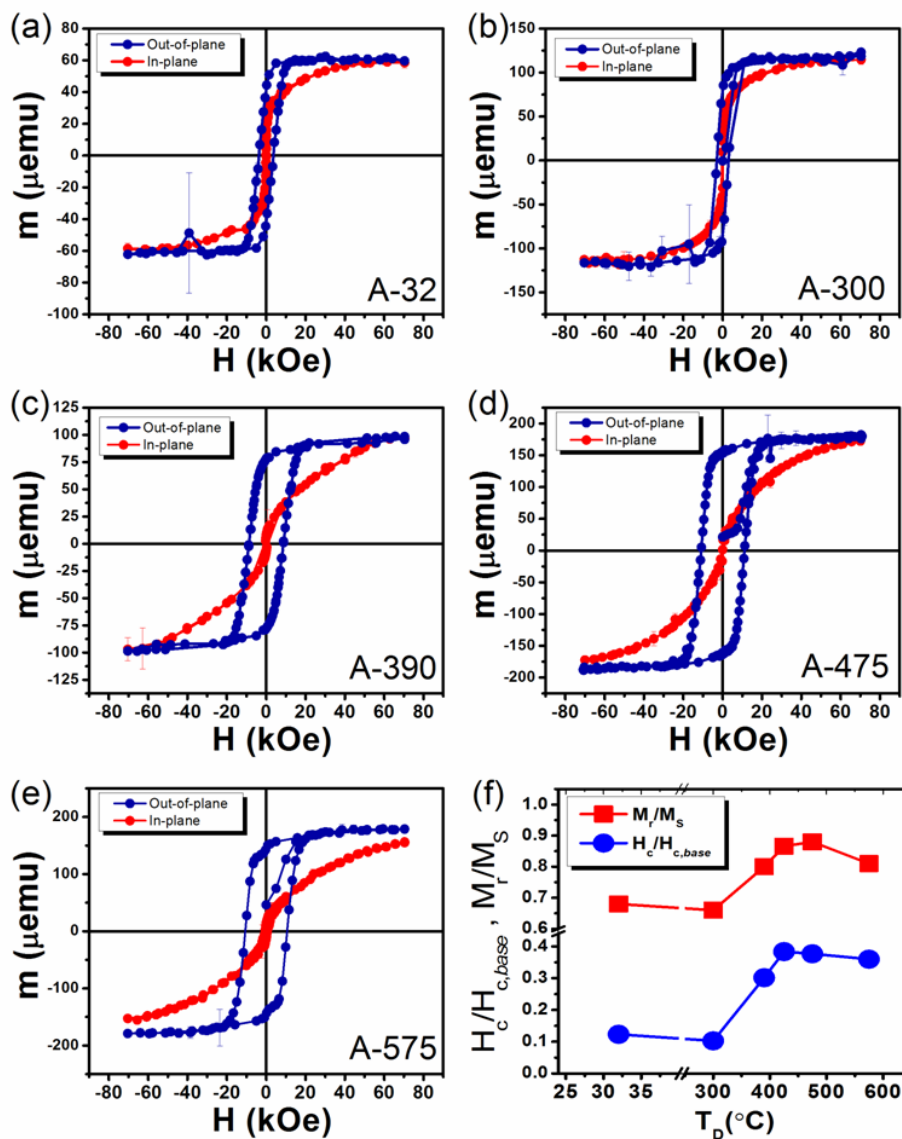 (a)
80
60
40
20
0
-20
-40
-60
-80
-100
m (μemu)
Out-of-plane
In-plane
A-32
-80 -60 -40 -20 0 20 40 60 80
H (kOe)
(b)
150
125
100
75
50
25
0
-25
-50
-75
-100
-125
m (μemu)
Out-of-plane
In-plane
A-300
-80 -60 -40 -20 0 20 40 60 80
H (kOe)
(c)
125
100
75
50
25
0
-25
-50
-75
-100
-125
m (μemu)
Out-of-plane
In-plane
A-390
-80 -60 -40 -20 0 20 40 60 80
H (kOe)
(d)
200
150
100
50
0
-50
-100
-150
-200
m (μemu)
Out-of-plane
In-plane
A-475
-80 -60 -40 -20 0 20 40 60 80
H (kOe)
(e)
200
100
0
-100
-200
m (μemu)
Out-of-plane
In-plane
A-575
-80 -60 -40 -20 0 20 40 60 80
H (kOe)
(f)
1.0
0.9
0.8
0.7
0.6
0.4
0.3
0.2
0.1
0.0
Hc/Hc,base , Mr/MS
Mr/MS
Hc/Hc,base
25 30 35 300 400 500 600
Tp(°C)